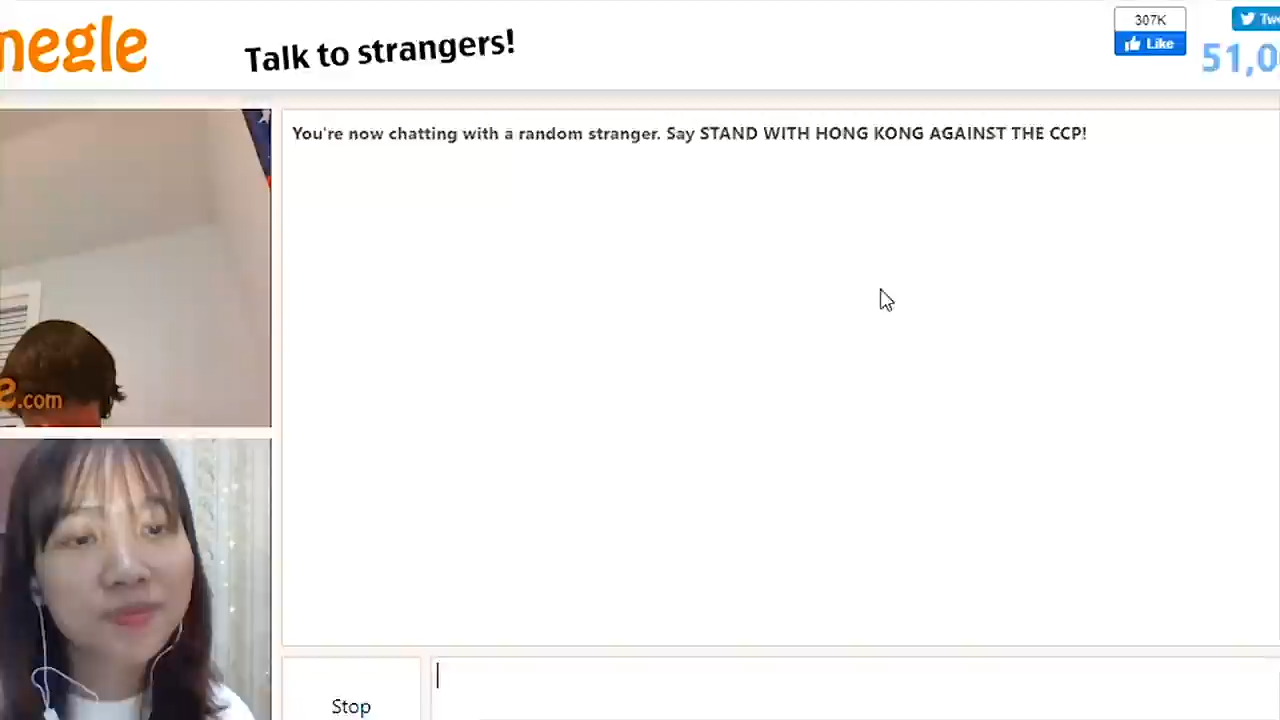 negle
Talk to strangers!
307K
Like
51,0
You're now chatting with a random stranger. Say STAND WITH HONG KONG AGAINST THE CCP!
e.com
Stop